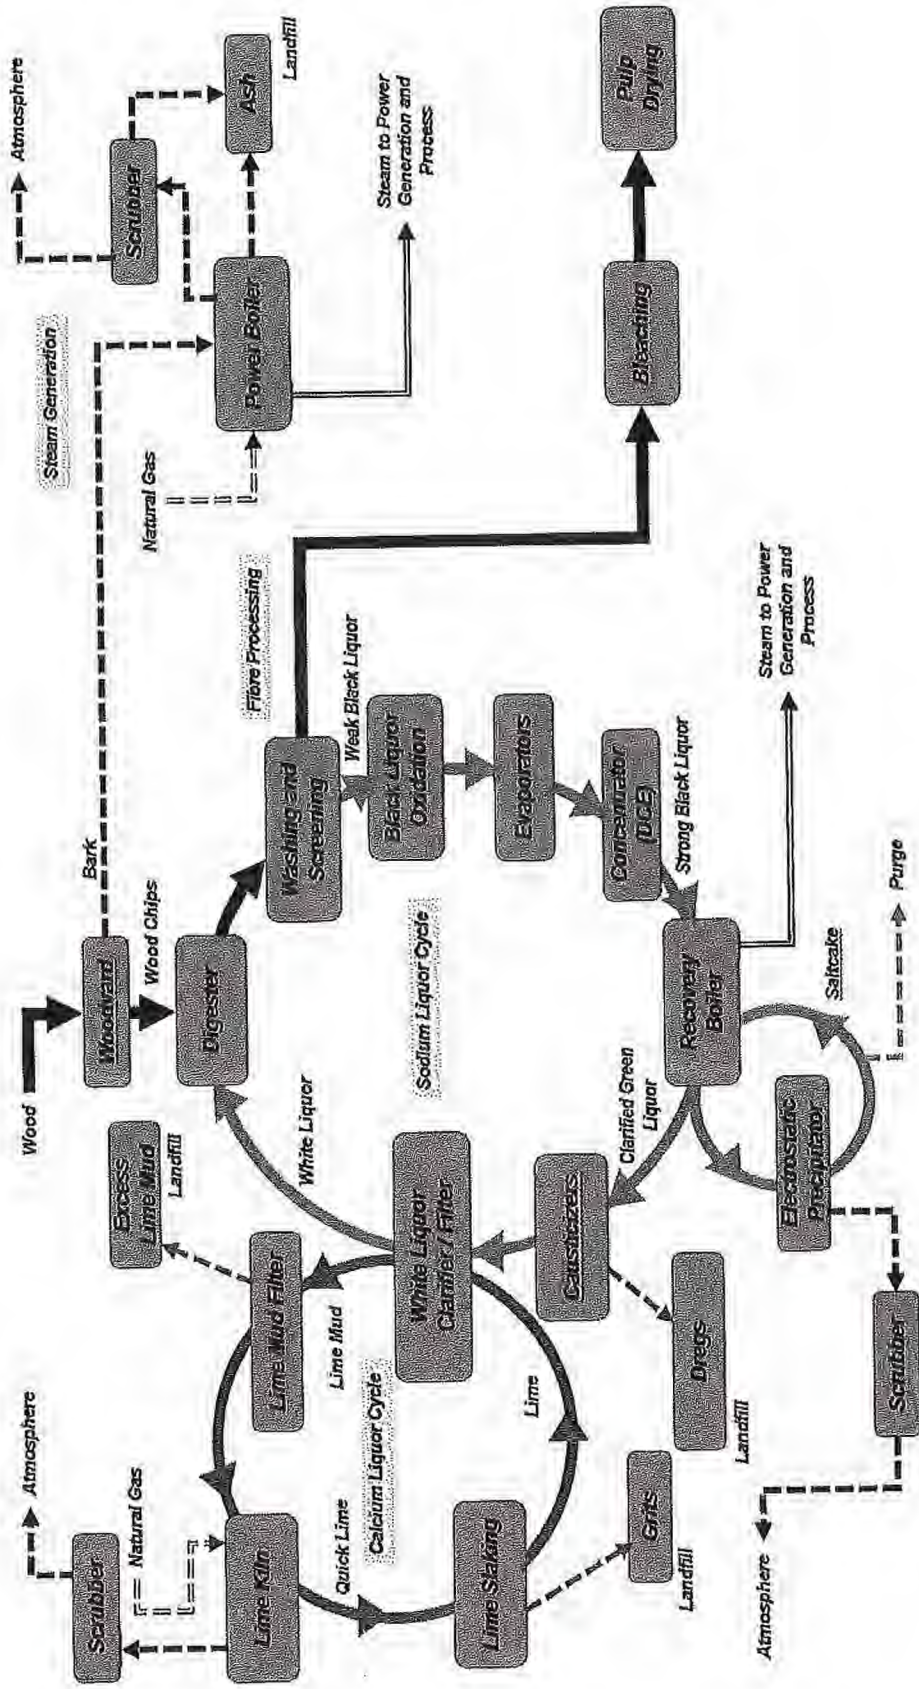 Wood
Woodyard
Bark
Wood Chips
Digester
Steam Generation
Atmosphere
Scrubber
Ash
Landfill
Natural Gas
Power Boiler
Steam to Power
Generation and
Process
Fibre Processing
Washing and
Screening
Weak Black Liquor
Black Liquor
Oxidation
Evaporators
Concentrator
(DCE)
Strong Black Liquor
Recovery
Boiler
Steam to Power
Generation and
Process
Bleaching
Pulp
Drying
Saltcake
Purge
Electrostatic
Precipitator
Scrubber
Atmosphere
Sodium Liquor Cycle
Clarified Green
Liquor
Causticizers
Dregs
Landfill
White Liquor
White Liquor
Clarifier / Filter
Lime Mud
Lime Mud Filter
Excess
Lime Mud
Landfill
Calcium Liquor Cycle
Lime Kiln
Natural Gas
Scrubber
Atmosphere
Quick Lime
Lime Slaking
Lime
Grits
Landfill